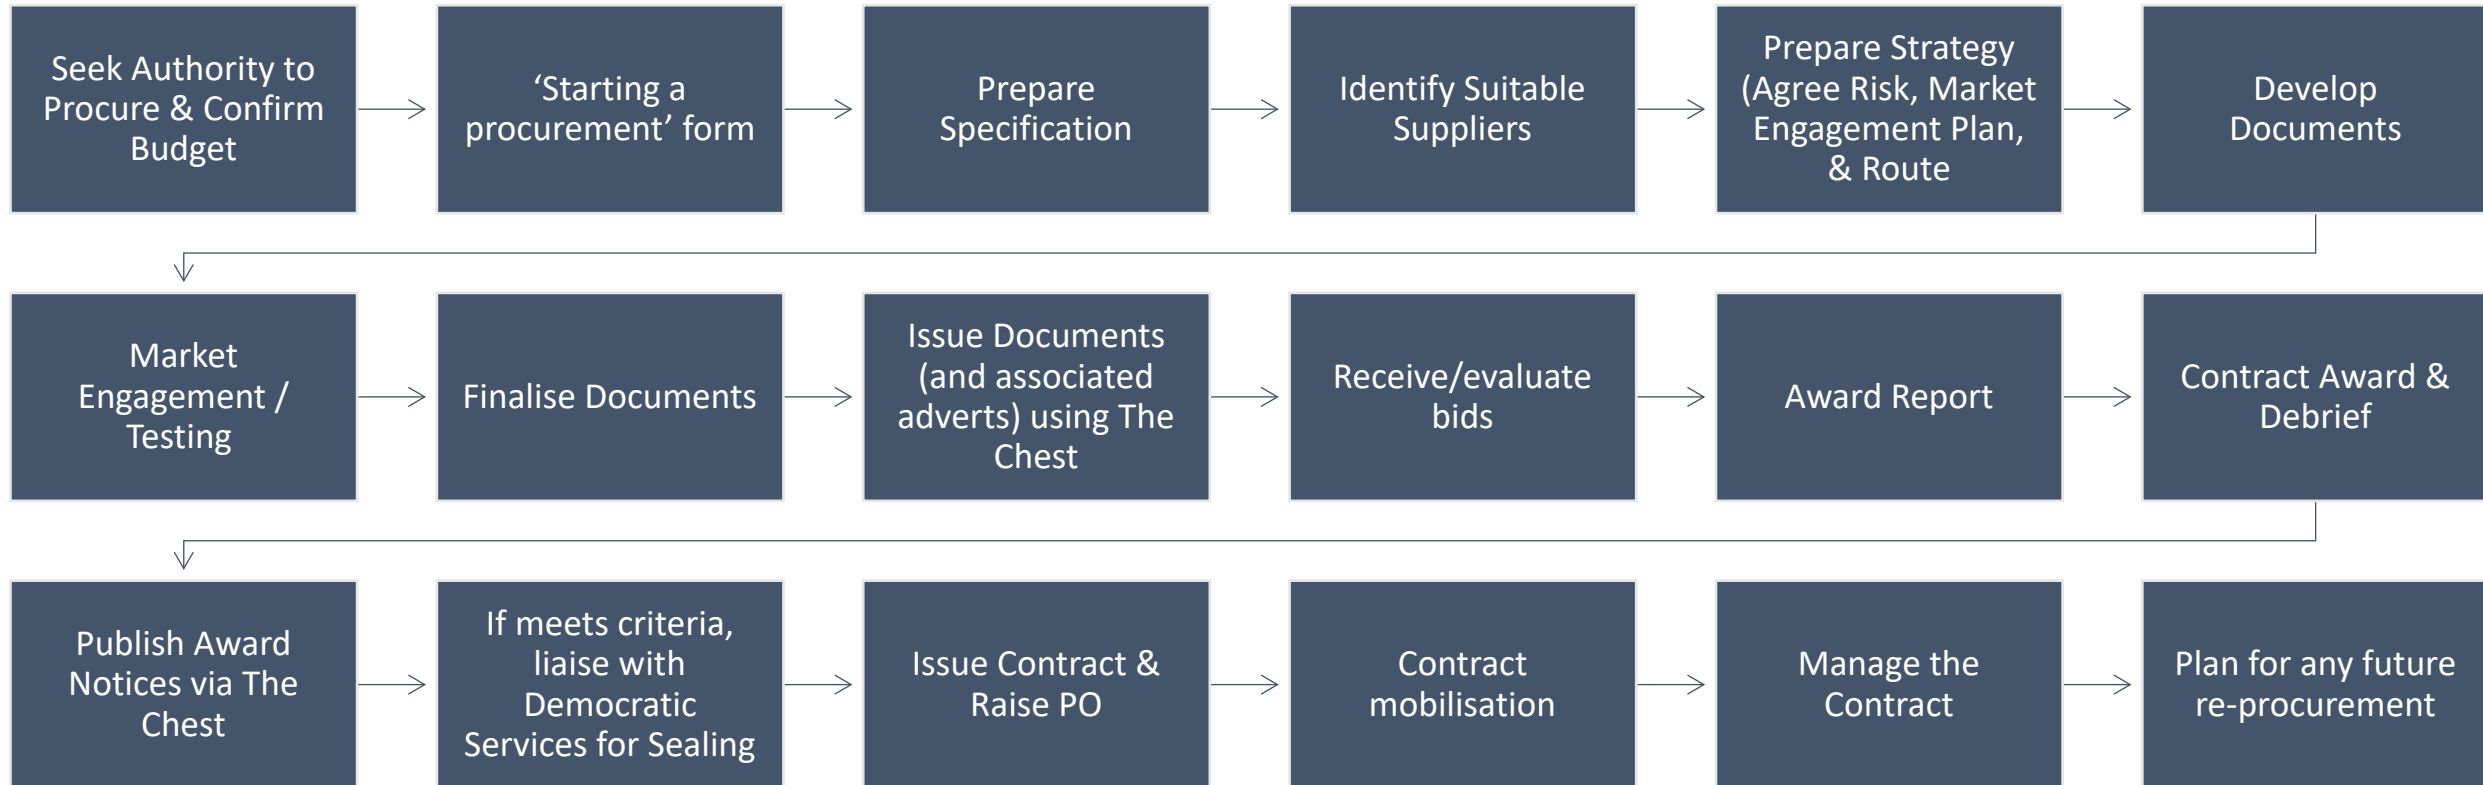 Seek Authority to
Procure & Confirm
Budget
‘Starting a
procurement’ form
Prepare
Specification
Identify Suitable
Suppliers
Prepare Strategy
(Agree Risk, Market
Engagement Plan,
& Route
Develop
Documents
Market
Engagement /
Testing
Finalise Documents
Issue Documents
(and associated
adverts) using The
Chest
Receive/evaluate
bids
Award Report
Contract Award &
Debrief
Publish Award
Notices via The
Chest
If meets criteria,
liaise with
Democratic
Services for Sealing
Issue Contract &
Raise PO
Contract
mobilisation
Manage the
Contract
Plan for any future
re-procurement